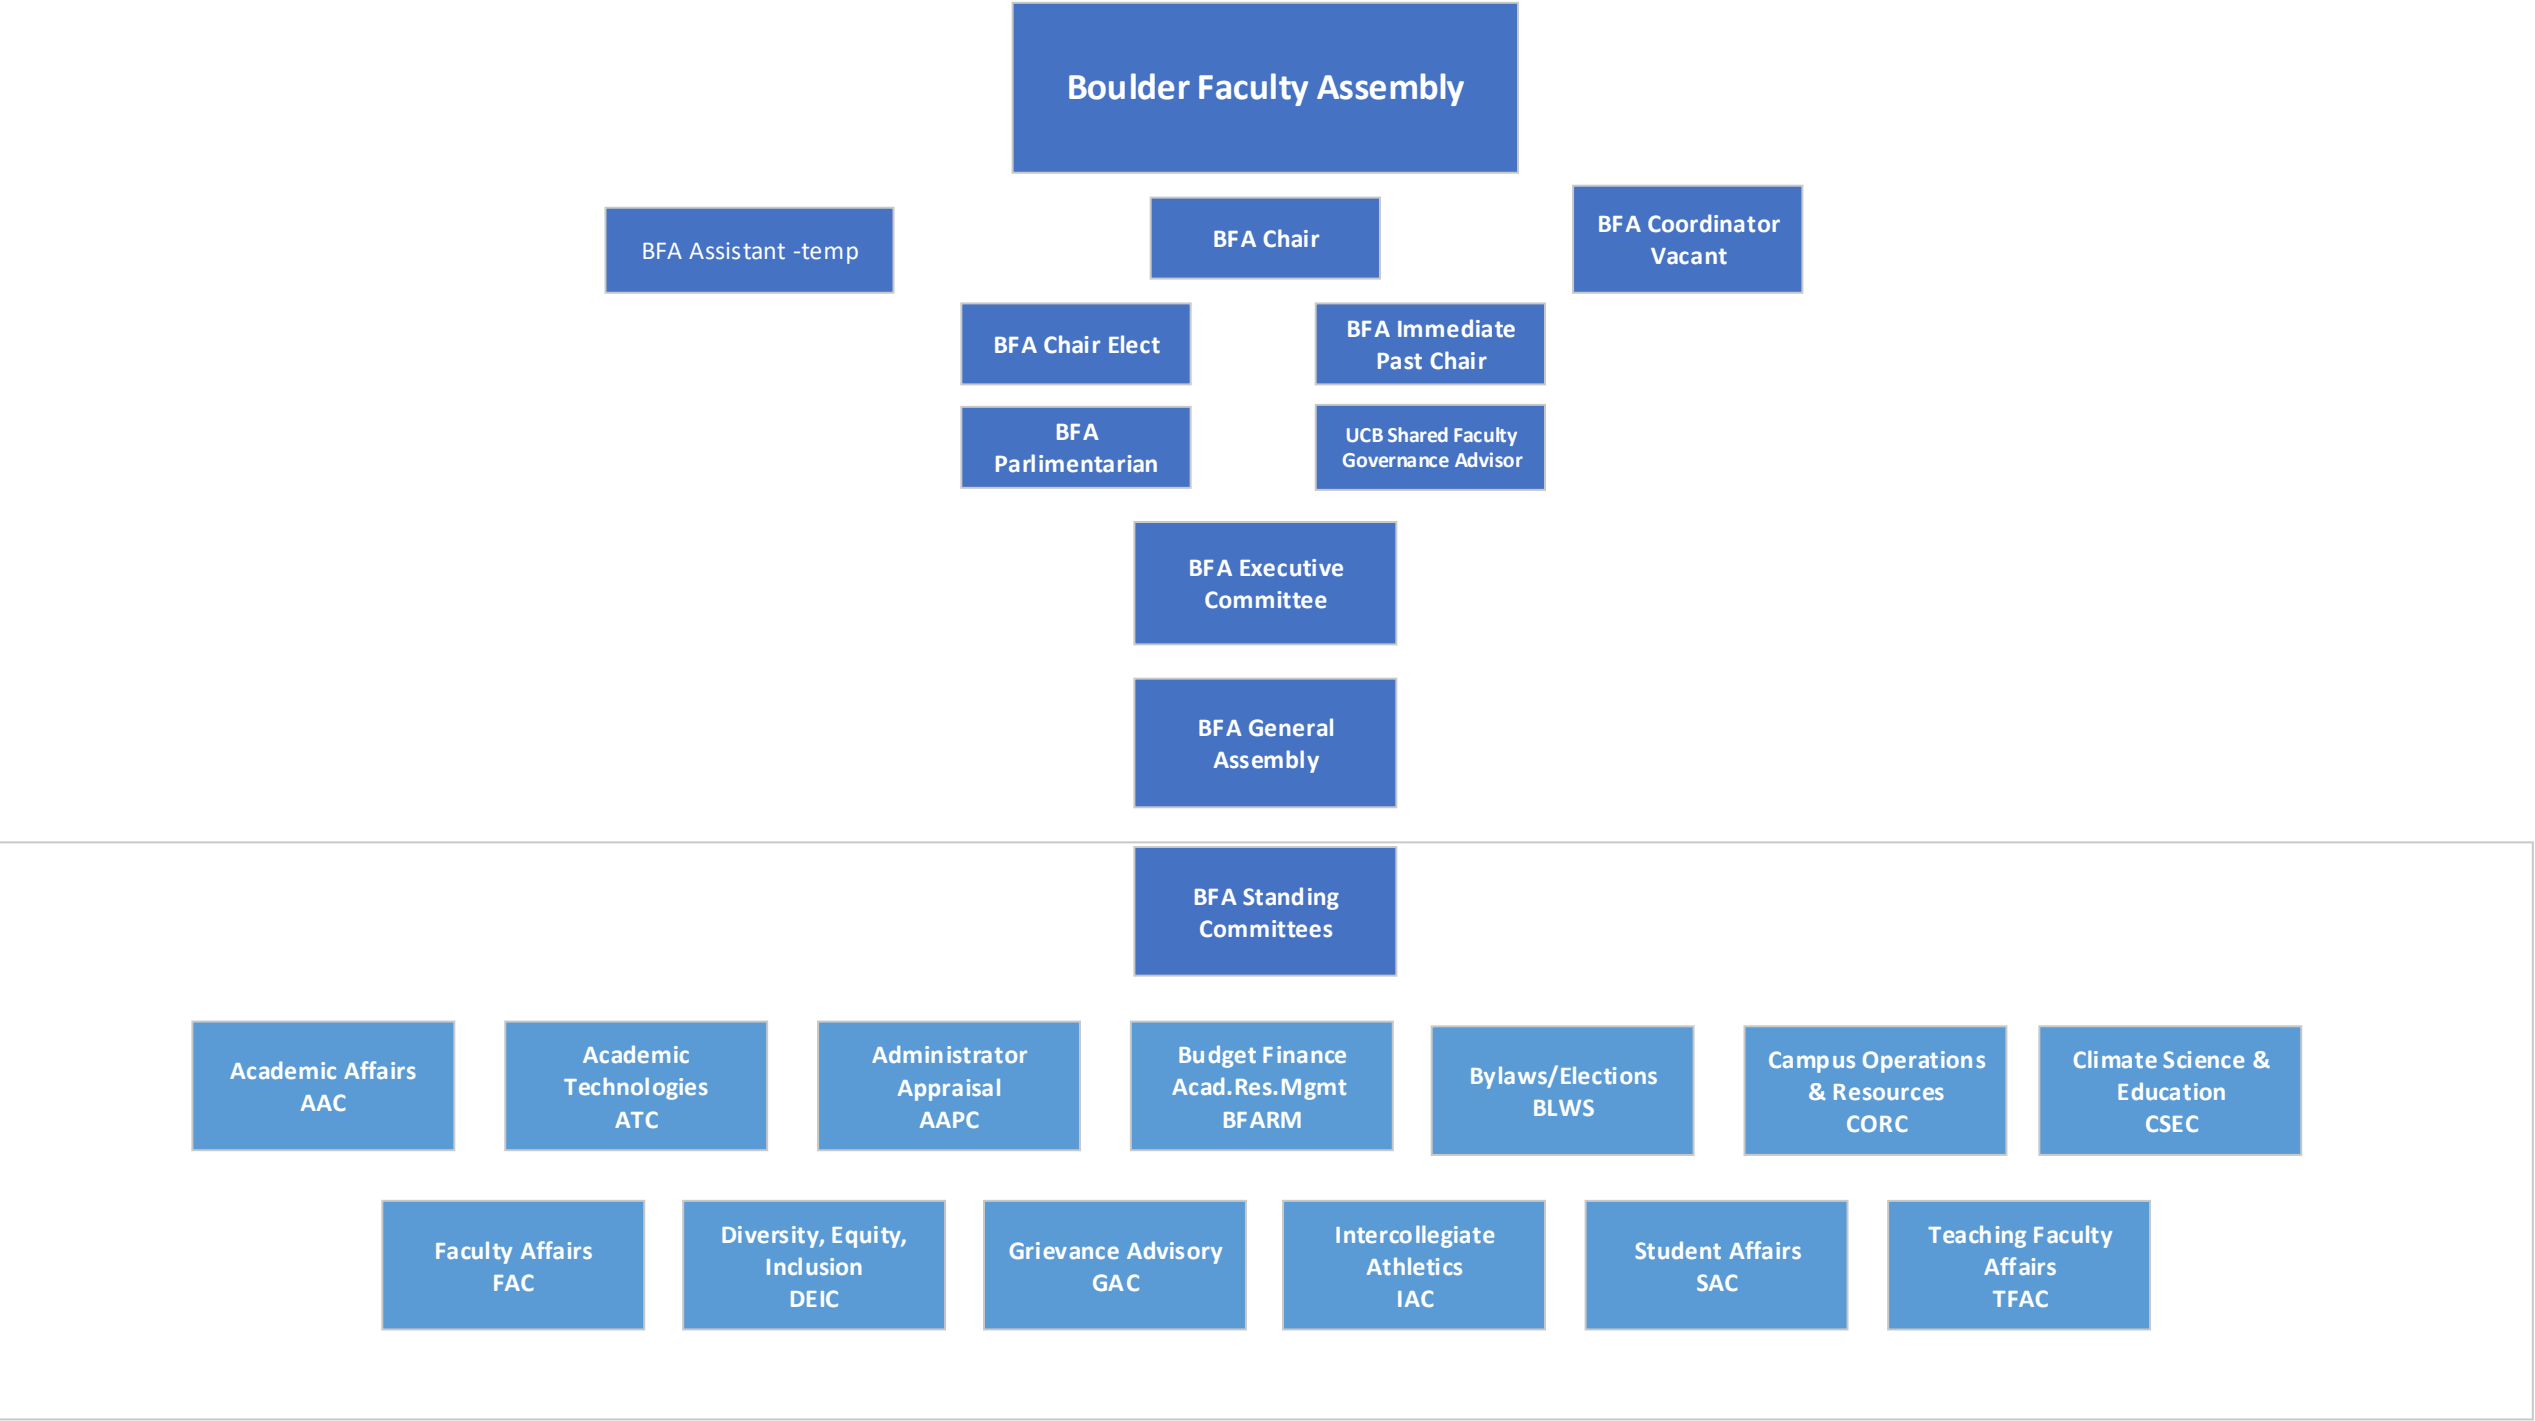 Boulder Faculty Assembly
BFA Assistant -temp
BFA Chair
BFA Coordinator
Vacant
BFA Chair Elect
BFA Immediate
Past Chair
BFA
Parlimentarian
UCB Shared Faculty
Governance Advisor
BFA Executive
Committee
BFA General
Assembly
BFA Standing
Committees
Academic Affairs
AAC
Academic
Technologies
ATC
Administrator
Appraisal
AAPC
Budget Finance
Acad.Res.Mgmt
BFARM
Bylaws/Elections
BLWS
Campus Operations
& Resources
CORC
Climate Science &
Education
CSEC
Faculty Affairs
FAC
Diversity, Equity,
Inclusion
DEIC
Grievance Advisory
GAC
Intercollegiate
Athletics
IAC
Student Affairs
SAC
Teaching Faculty
Affairs
TFAC